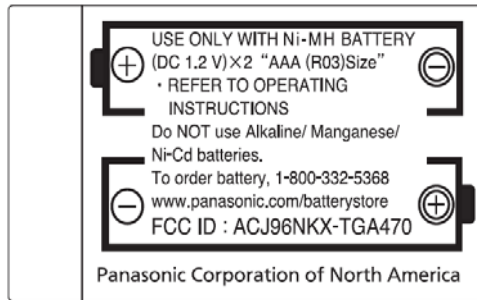 USE ONLY WITH Ni-MH BATTERY
(DC 1.2 V)×2 “AAA (R03)Size”
・REFER TO OPERATING
INSTRUCTIONS
Do NOT use Alkaline/ Manganese/
Ni-Cd batteries.
To order battery, 1-800-332-5368
www.panasonic.com/batterystore
FCC ID : ACJ96NKX-TGA470
Panasonic Corporation of North America